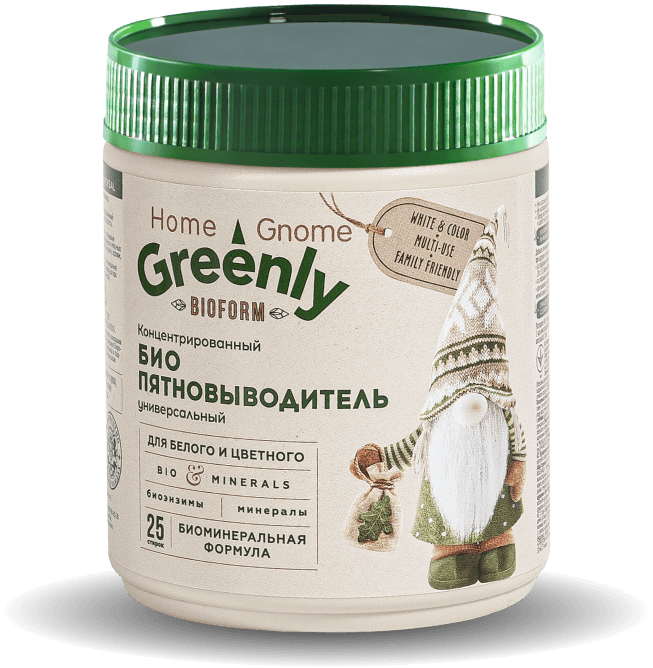 Home Gnome
Greenly
BIOFORM
WHITE & COLOR
MULTI-USE
FAMILY FRIENDLY
Концентрированный
БИО
ПЯТНОВЫВОДИТЕЛЬ
универсальный
ДЛЯ БЕЛОГО И ЦВЕТНОГО
BIO & MINERALS
биоэнзимы минералы
25 стирок
БИОМИНЕРАЛЬНАЯ
ФОРМУЛА